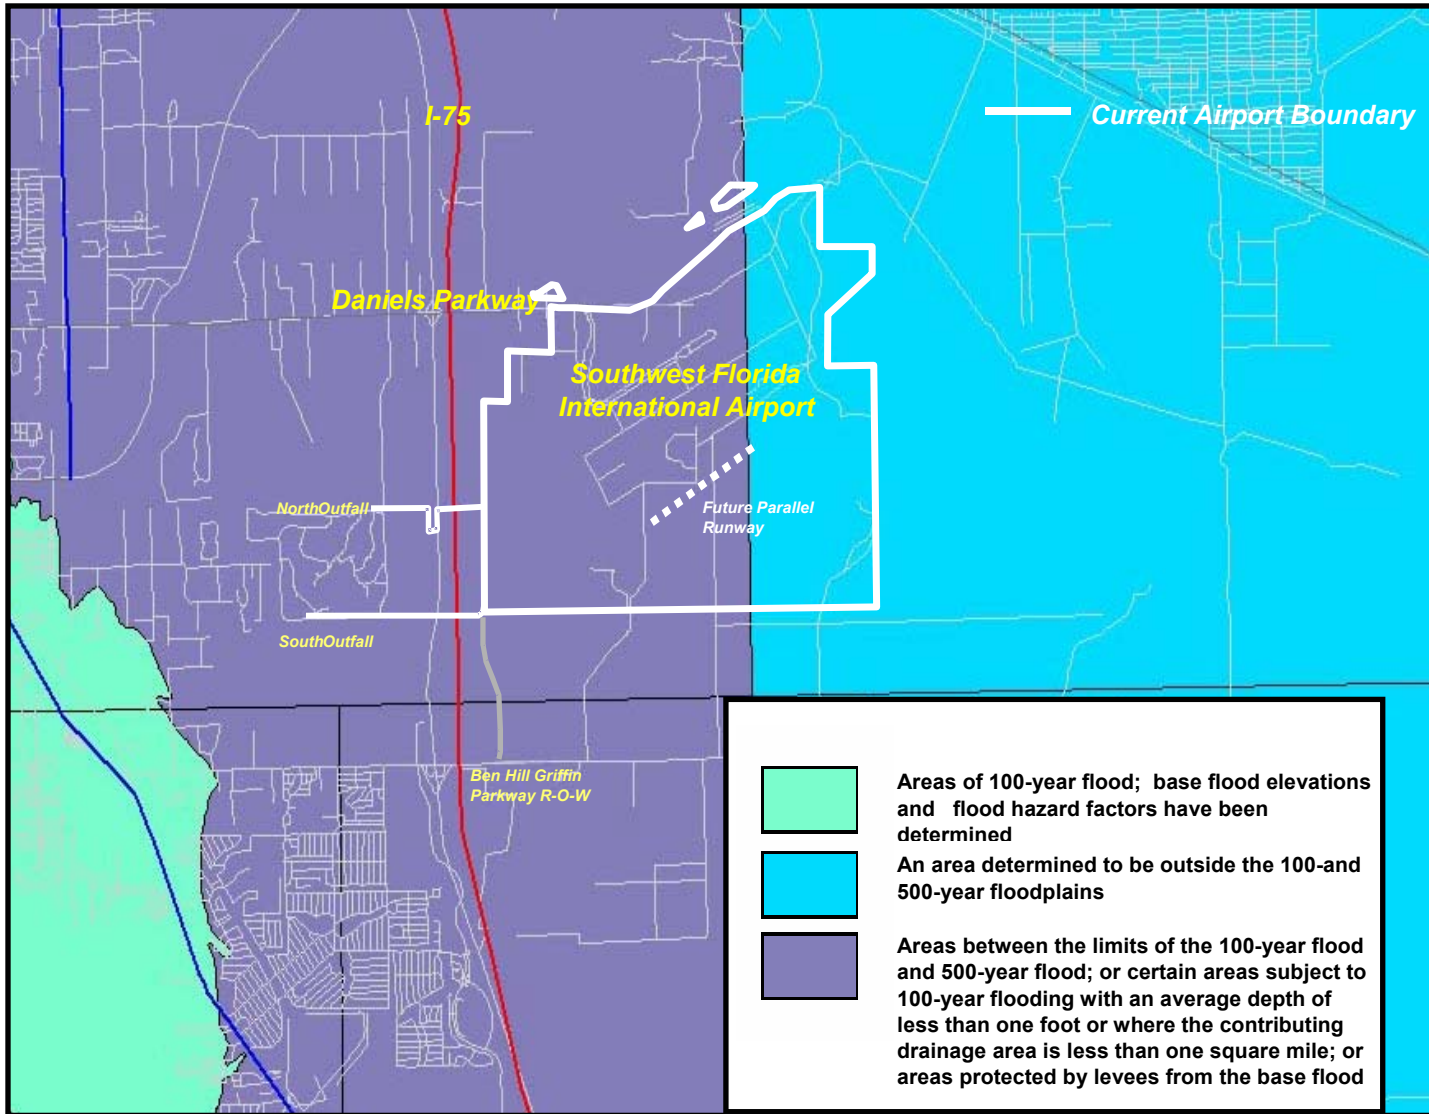 I-75
Current Airport Boundary
Daniels Parkway
Southwest Florida
International Airport
NorthOutfall
Future Parallel
Runway
SouthOutfall
Ben Hill Griffin
Parkway R-O-W
Areas of 100-year flood; base flood elevations
and flood hazard factors have been
determined
An area determined to be outside the 100-and
500-year floodplains
Areas between the limits of the 100-year flood
and 500-year flood; or certain areas subject to
100-year flooding with an average depth of
less than one foot or where the contributing
drainage area is less than one square mile; or
areas protected by levees from the base flood